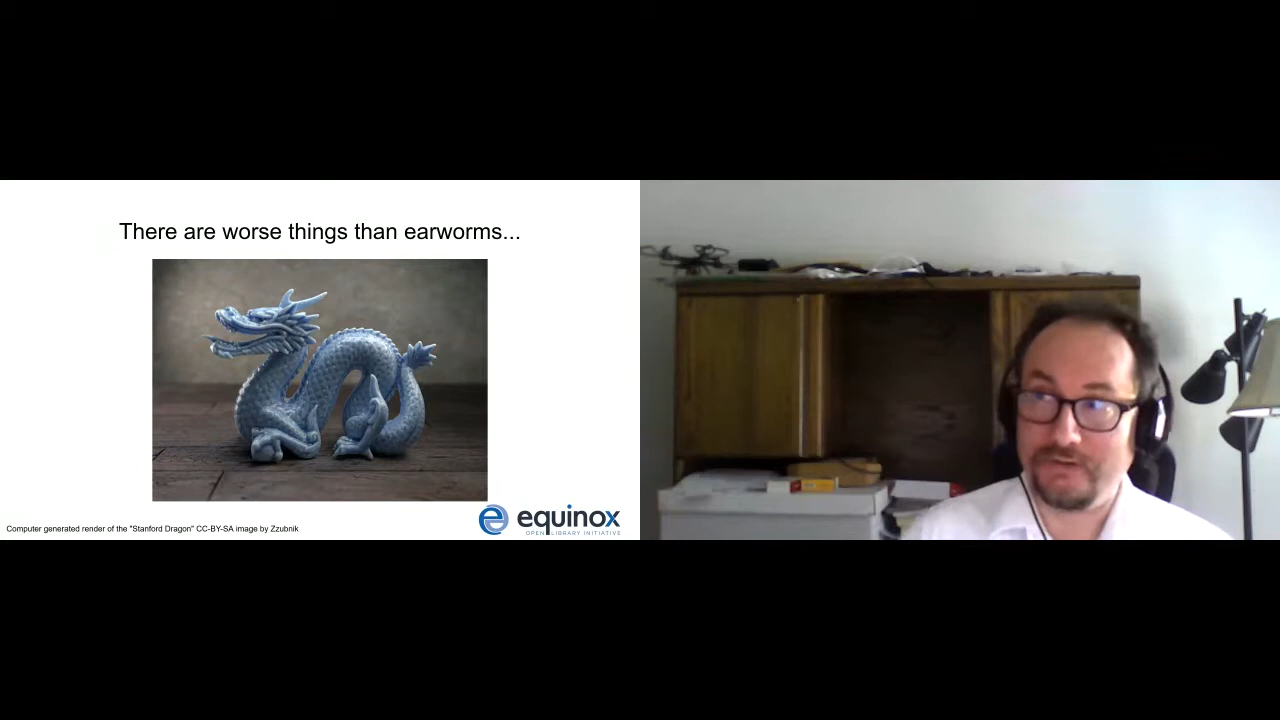 There are worse things than earworms...
Computer generated render of the "Stanford Dragon" CC-BY-SA image by Zzubnik
equinox
OPEN LIBRARY INITIATIVE